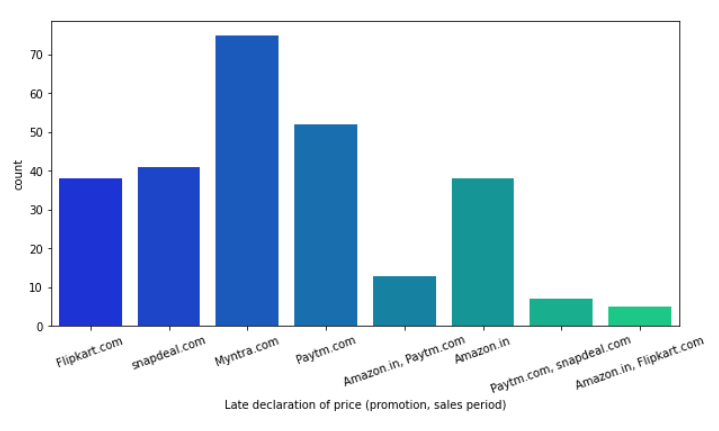 70
60
50
40
30
20
10
0
count
Flipkart.com
snapdeal.com
Myntra.com
Paytm.com
Amazon.in, Paytm.com
Amazon.in
Paytm.com, snapdeal.com
Amazon.in, Flipkart.com
Late declaration of price (promotion, sales period)